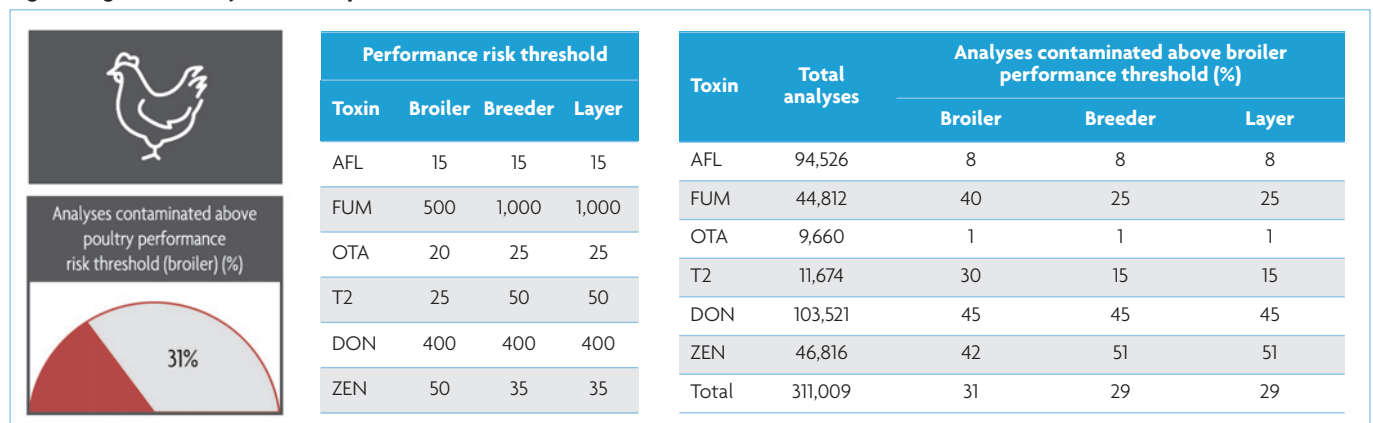 Analyses contaminated above
poultry performance
risk threshold (broiler) (%)
31%
Performance risk threshold
Toxin Broiler Breeder Layer
AFL 15 15 15
FUM 500 1,000 1,000
OTA 20 25 25
T2 25 50 50
DON 400 400 400
ZEN 50 35 35
Toxin Total analyses Analyses contaminated above broiler
performance threshold (%)
Broiler Breeder Layer
AFL 94,526 8 8 8
FUM 44,812 40 25 25
OTA 9,660 1 1 1
T2 11,674 30 15 15
DON 103,521 45 45 45
ZEN 46,816 42 51 51
Total 311,009 31 29 29